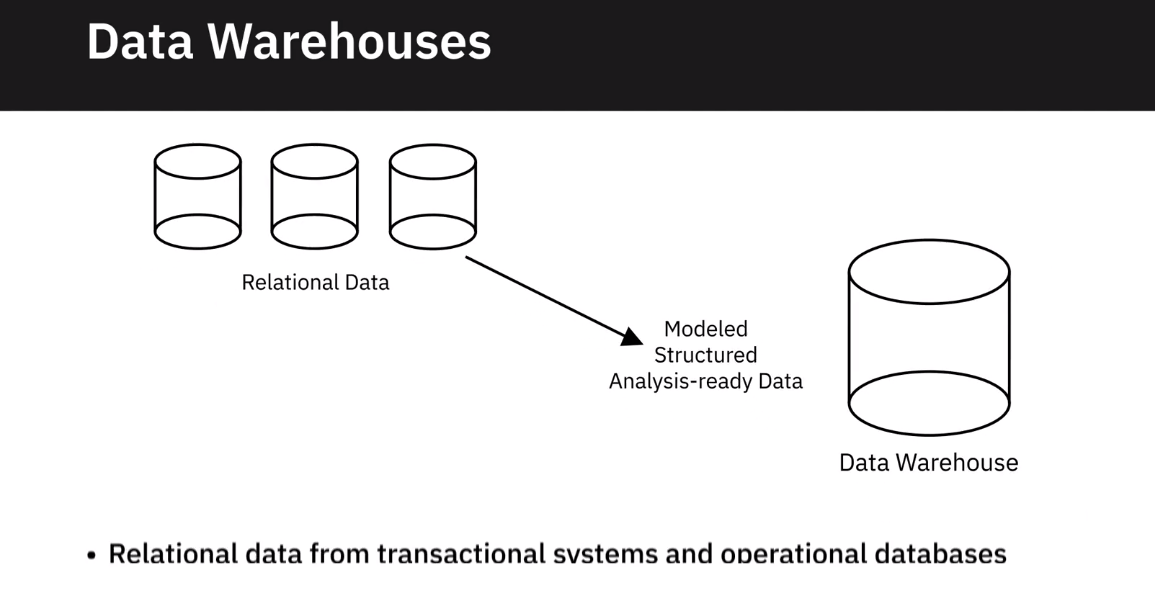 Data Warehouses
Relational Data
Modeled
Structured
Analysis-ready Data
Data Warehouse
• Relational data from transactional systems and operational databases